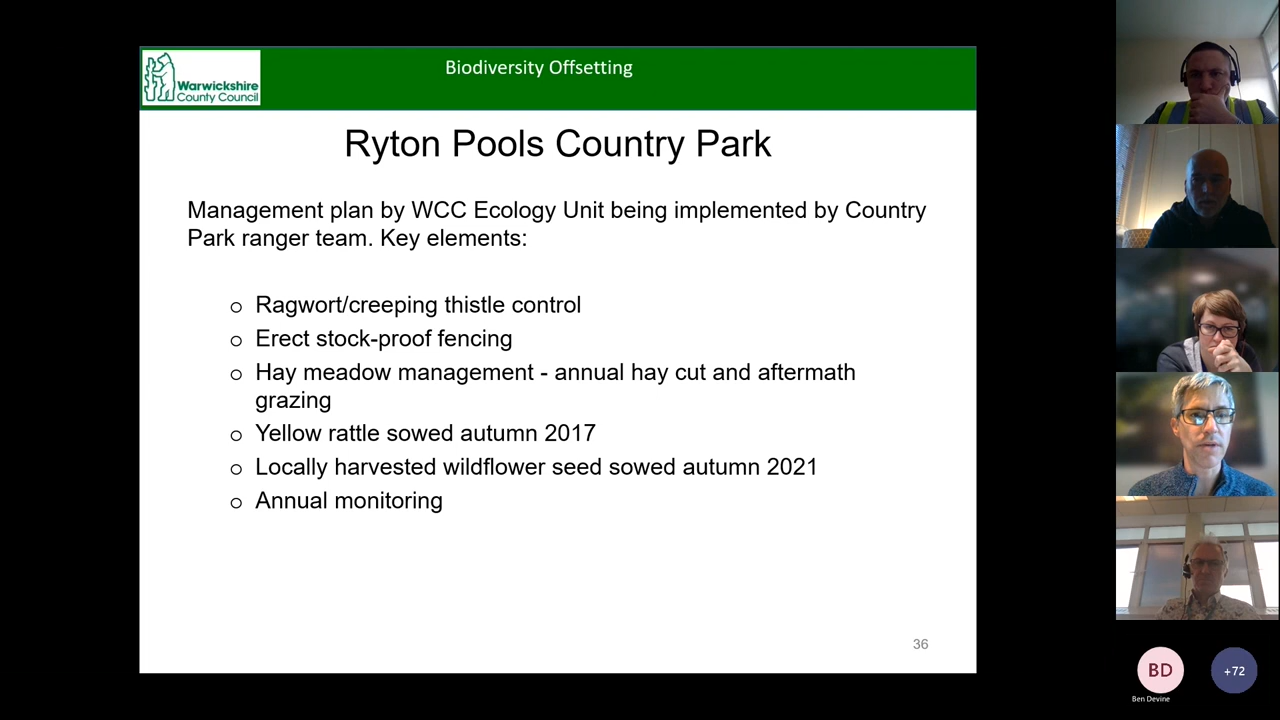 Warwickshire
County Council
Biodiversity Offsetting
Ryton Pools Country Park
Management plan by WCC Ecology Unit being implemented by Country
Park ranger team. Key elements:
Ragwort/creeping thistle control
Erect stock-proof fencing
Hay meadow management - annual hay cut and aftermath
grazing
Yellow rattle sowed autumn 2017
Locally harvested wildflower seed sowed autumn 2021
Annual monitoring
36
BD
+72
Ben Devine